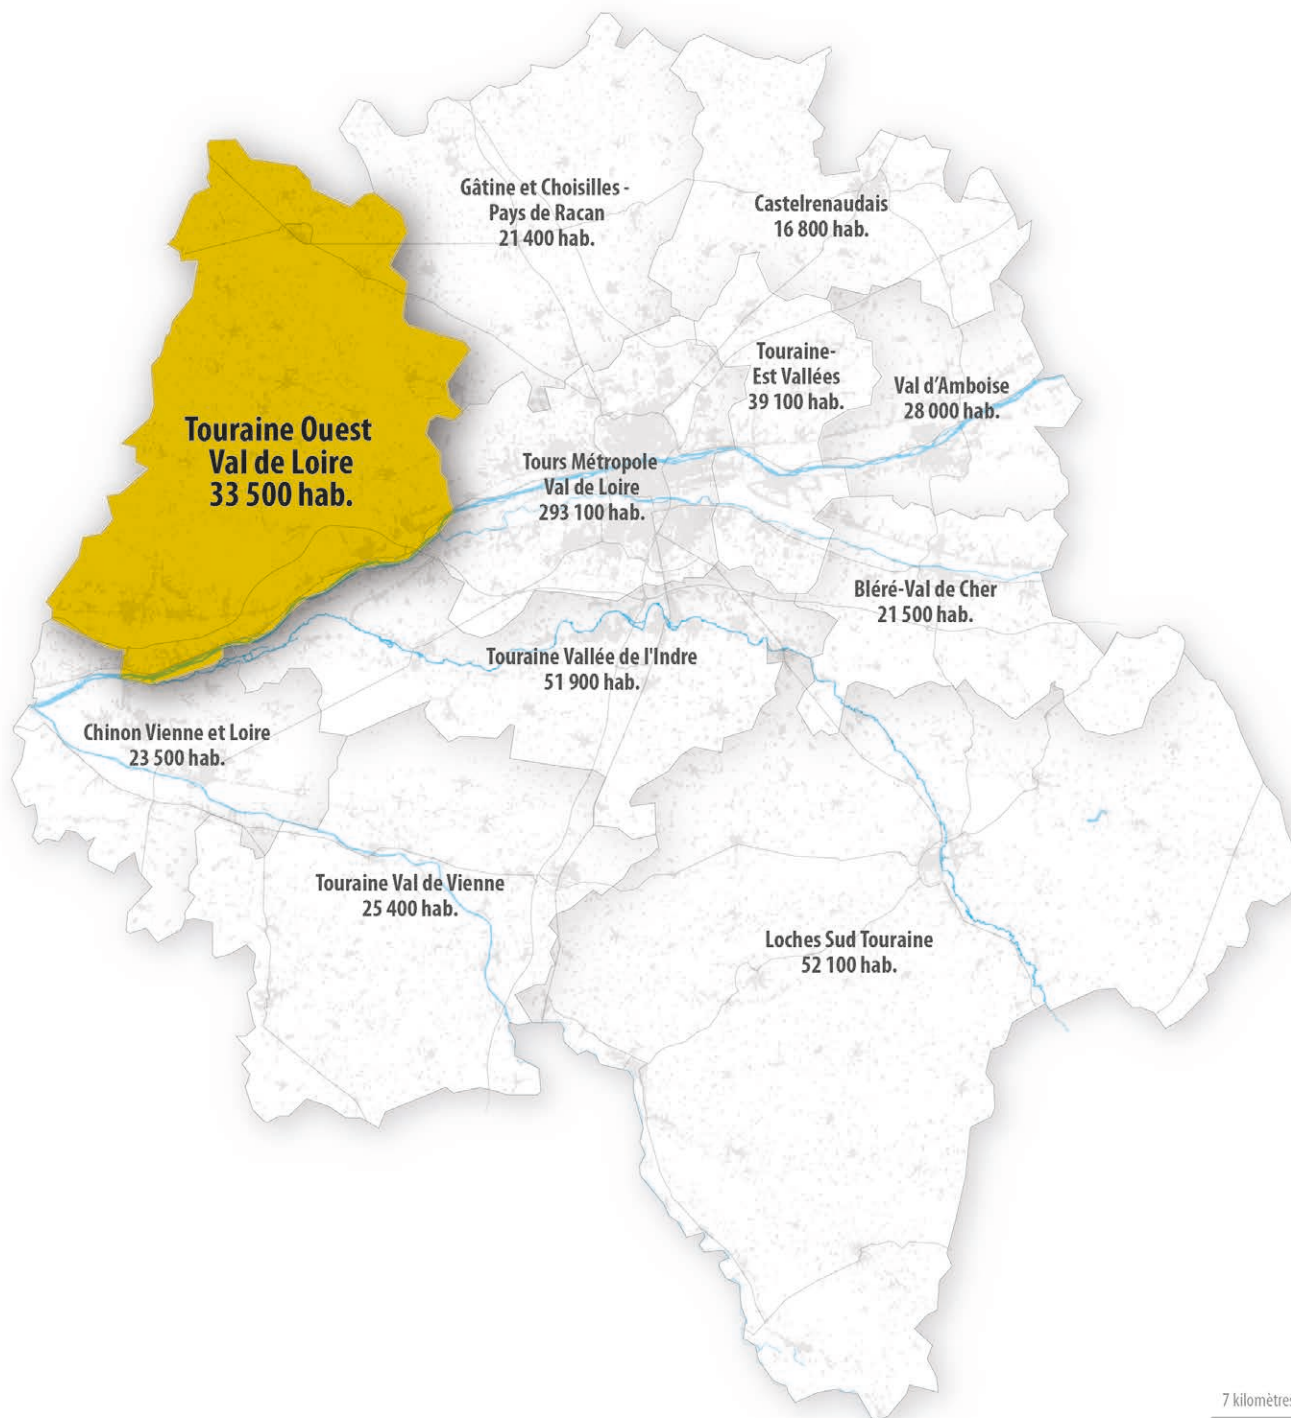 Gâtine et Choisilles -
Pays de Racan
21 400 hab.
Castelrenaudais
16 800 hab.
Touraine-
Est Vallées
39 100 hab.
Val d'Amboise
28 000 hab.
Touraine Ouest
Val de Loire
33 500 hab.
Tours Métropole
Val de Loire
293 100 hab.
Bléré-Val de Cher
21 500 hab.
Touraine Vallée de l'Indre
51 900 hab.
Chinon Vienne et Loire
23 500 hab.
Touraine Val de Vienne
25 400 hab.
Loches Sud Touraine
52 100 hab.
7 kilomètres